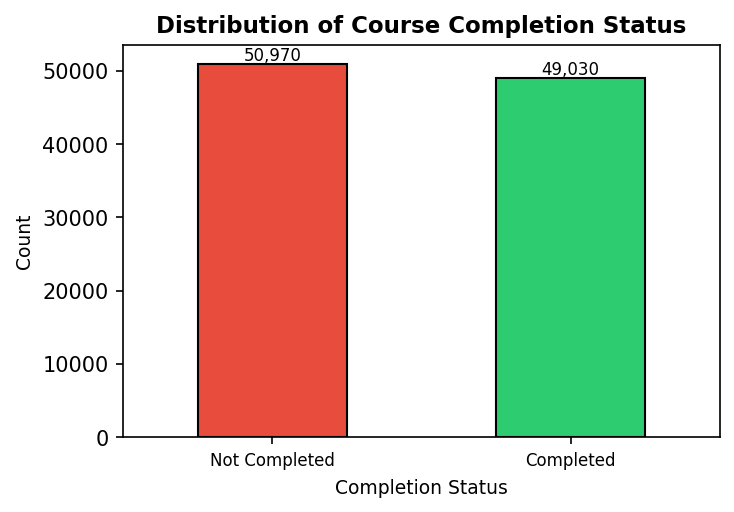 Distribution of Course Completion Status
50,970
49,030
50000
40000
30000
20000
10000
0
Count
Not Completed
Completed
Completion Status